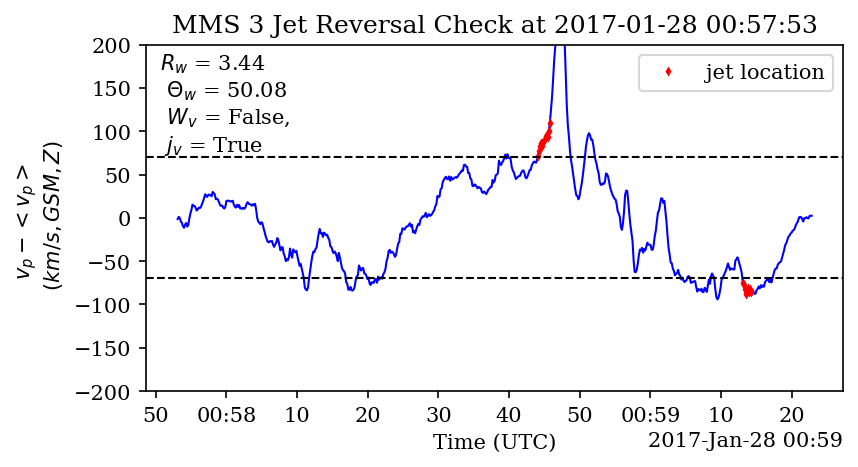 MMS 3 Jet Reversal Check at 2017-01-28 00:57:53
R_w = 3.44
Θ_w = 50.08
W_v = False,
j_v = True
jet location
200
150
100
50
0
−50
−100
−150
−200
v_p − < v_p >
(km/s, GSM, Z)
50 00:58 10 20 30 40 50 00:59 10 20
Time (UTC) 2017-Jan-28 00:59